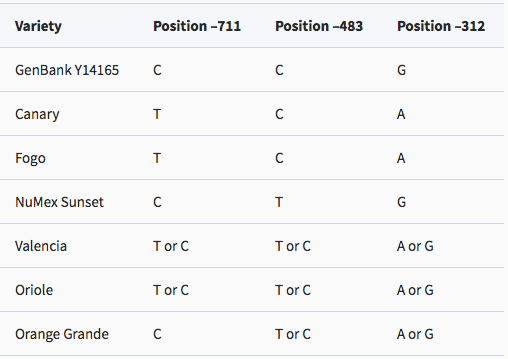 Variety Position –711 Position –483 Position –312
GenBank Y14165 C C G
Canary T C A
Fogo T C A
NuMex Sunset C T G
Valencia T or C T or C A or G
Oriole T or C T or C A or G
Orange Grande C T or C A or G